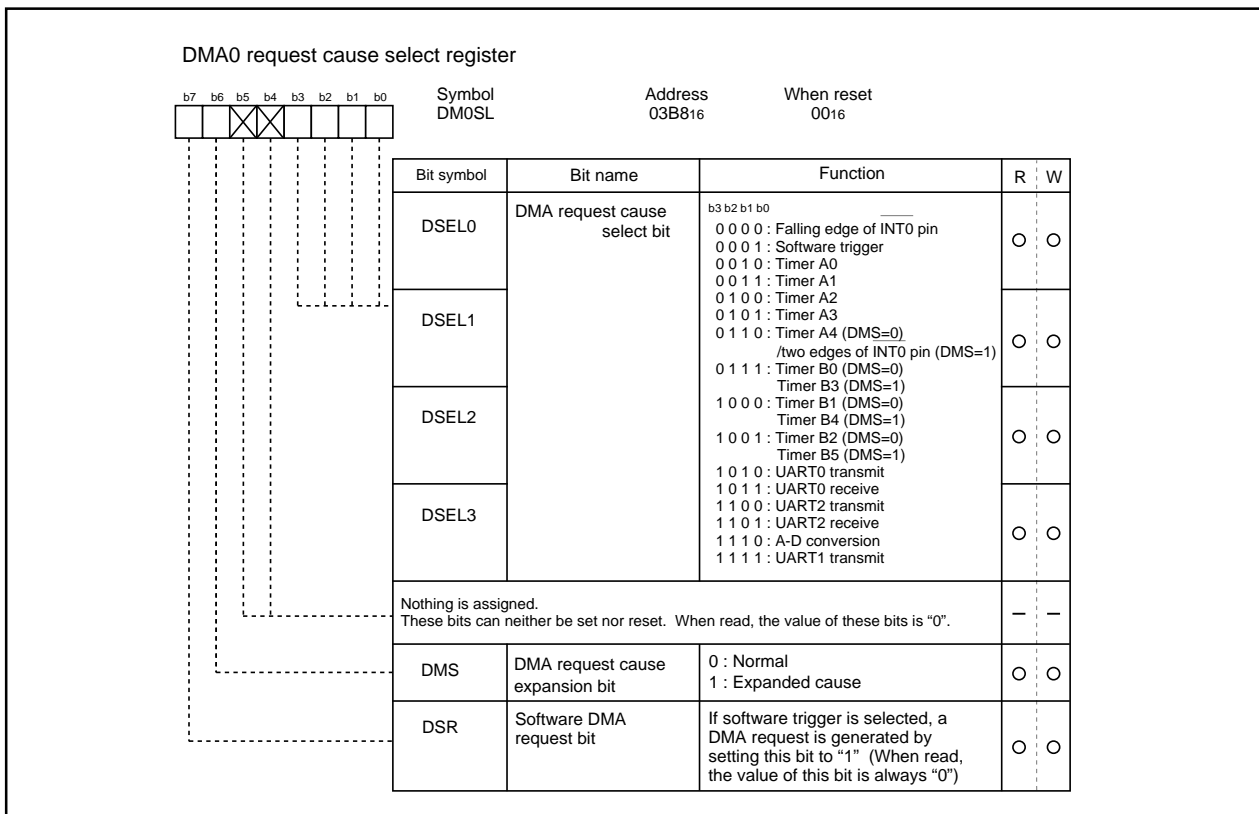 DMA0 request cause select register
b7 b6 b5 b4 b3 b2 b1 b0
Symbol Address When reset
DM0SL 03B816 0016
Bit symbol Bit name Function R W
DSEL0
DSEL1
DSEL2
DSEL3
DMA request cause
select bit
b3 b2 b1 b0
0 0 0 0 : Falling edge of INT0 pin
0 0 0 1 : Software trigger
0 0 1 0 : Timer A0
0 0 1 1 : Timer A1
0 1 0 0 : Timer A2
0 1 0 1 : Timer A3
0 1 1 0 : Timer A4 (DMS=0)
/two edges of INT0 pin (DMS=1)
0 1 1 1 : Timer B0 (DMS=0)
Timer B3 (DMS=1)
1 0 0 0 : Timer B1 (DMS=0)
Timer B4 (DMS=1)
1 0 0 1 : Timer B2 (DMS=0)
Timer B5 (DMS=1)
1 0 1 0 : UART0 transmit
1 0 1 1 : UART0 receive
1 1 0 0 : UART2 transmit
1 1 0 1 : UART2 receive
1 1 1 0 : A-D conversion
1 1 1 1 : UART1 transmit
Nothing is assigned.
These bits can neither be set nor reset. When read, the value of these bits is “0”.
DMS
DMA request cause
expansion bit
0 : Normal
1 : Expanded cause
DSR
Software DMA
request bit
If software trigger is selected, a
DMA request is generated by
setting this bit to “1” (When read,
the value of this bit is always “0”)